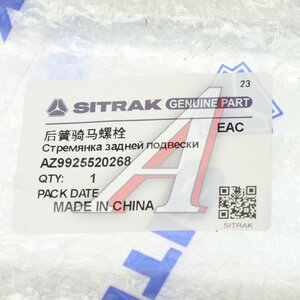 23
SITRAK GENUINE PART
后簧骑马螺栓
EAC
Стремянка задней подвески
AZ9925520268
QTY: 1
PACK DATE
MADE IN CHINA
SITRAK